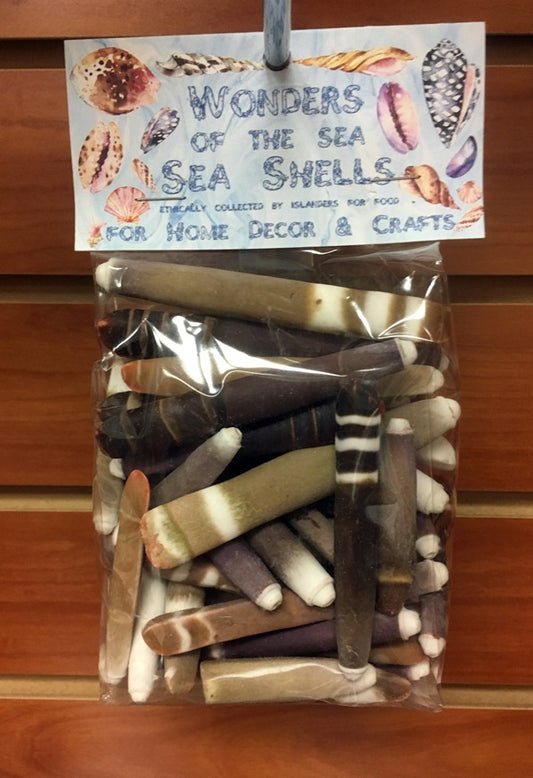 WONDERS
OF THE SEA
SEA SHELLS
ETHICALLY COLLECTED BY ISLANDERS FOR FOOD
FOR HOME DECOR & CRAFTS